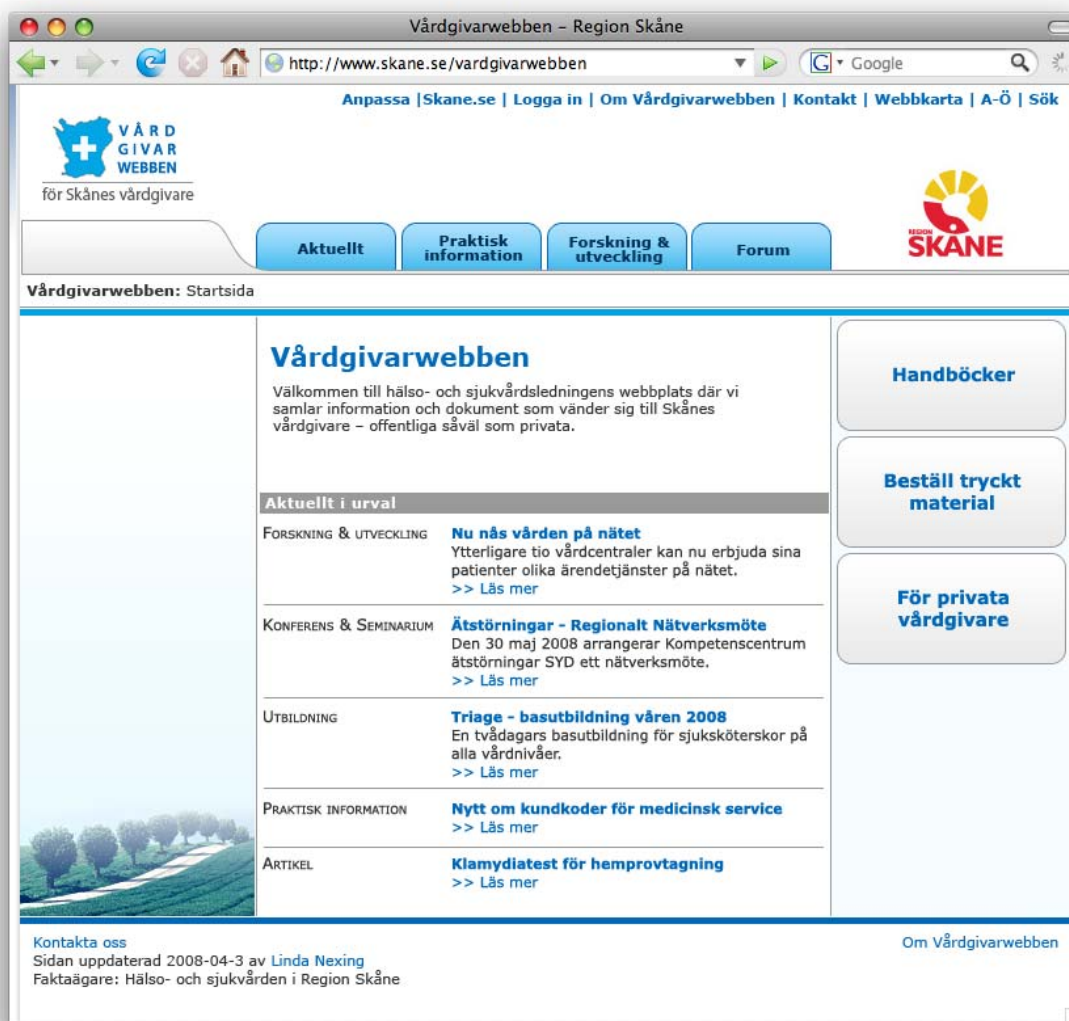 Vårdgivarwebben – Region Skåne
http://www.skane.se/vardgivarwebben
G Google
Anpassa |Skane.se | Logga in | Om Vårdgivarwebben | Kontakt | Webbkarta | A-Ö | Sök
VÅRD
GIVAR
WEBBEN
för Skånes vårdgivare
Aktuellt
Praktisk
information
Forskning &
utveckling
Forum
REGION
SKÅNE
Vårdgivarwebben: Startsida
Vårdgivarwebben
Välkommen till hälso- och sjukvårdsledningens webbplats där vi
samlar information och dokument som vänder sig till Skånes
vårdgivare – offentliga såväl som privata.
Aktuellt i urval
Forskning & utveckling
Nu nås vården på nätet
Ytterligare tio vårdcentraler kan nu erbjuda sina
patienter olika ärendetjänster på nätet.
>> Läs mer
Konferens & Seminarium
Ätstörningar - Regionalt Nätverksmöte
Den 30 maj 2008 arrangerar Kompetenscentrum
ätstörningar SYD ett nätverksmöte.
>> Läs mer
Utbildning
Triage - basutbildning våren 2008
En tvådagars basutbildning för sjuksköterskor på
alla vårdnivåer.
>> Läs mer
Praktisk information
Nytt om kundkoder för medicinsk service
>> Läs mer
Artikel
Klamydiatest för hemprovtagning
>> Läs mer
Handböcker
Beställ tryckt
material
För privata
vårdgivare
Kontakta oss
Sidan uppdaterad 2008-04-3 av Linda Nexing
Faktaägare: Hälso- och sjukvården i Region Skåne
Om Vårdgivarwebben